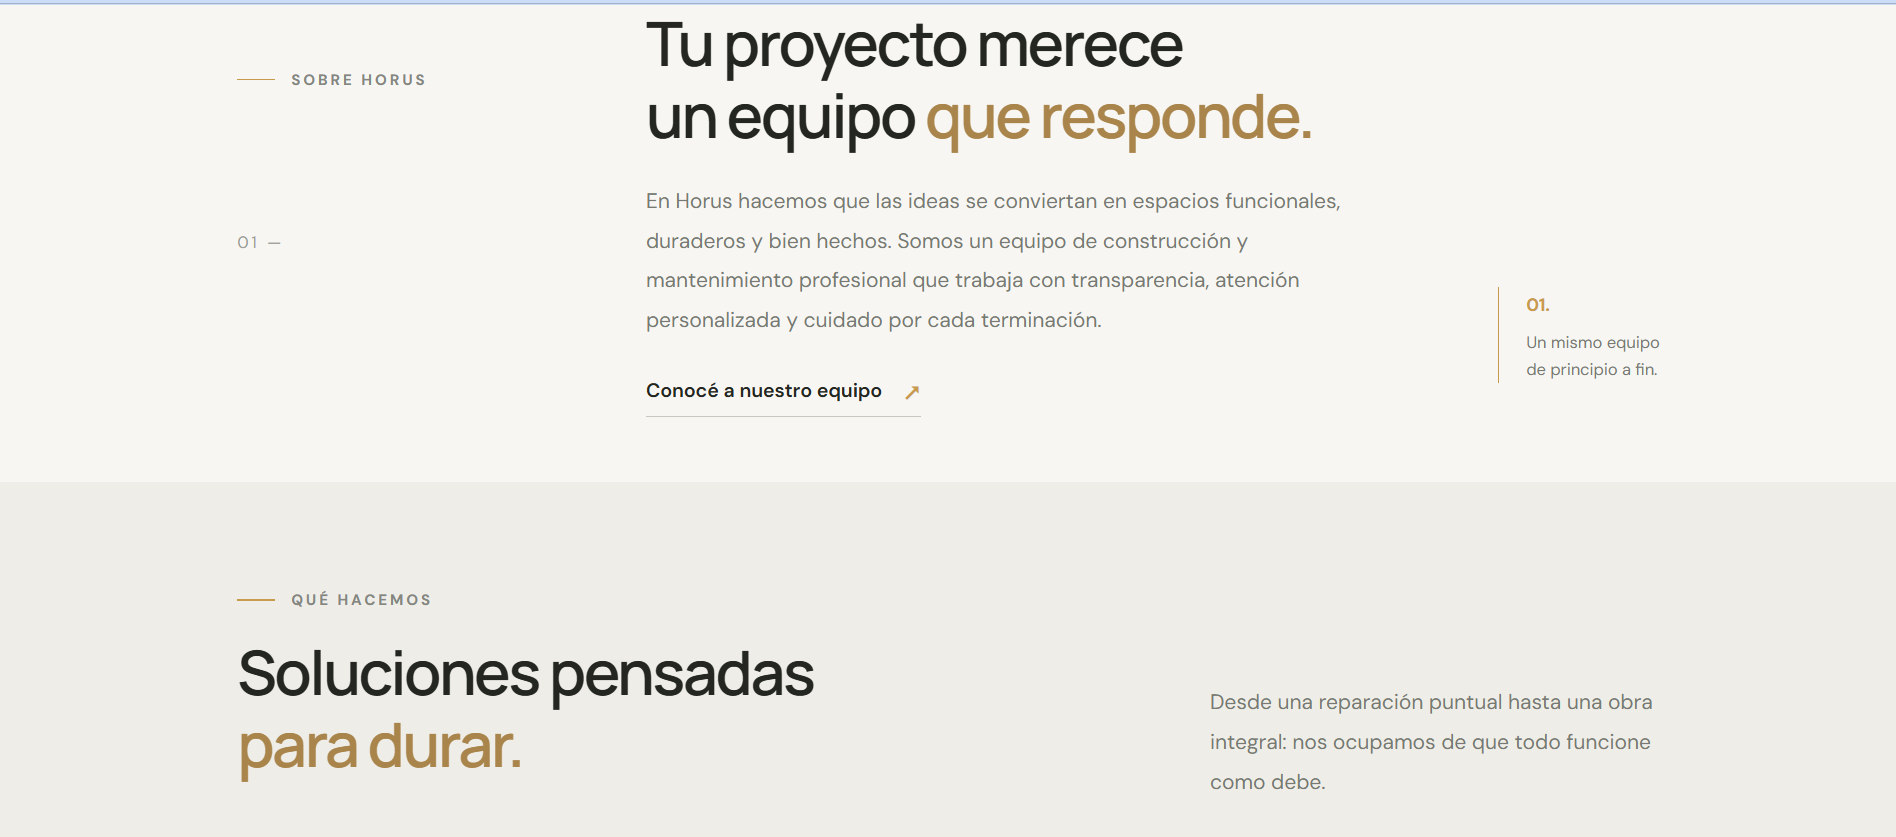 SOBRE HORUS
01 —
Tu proyecto merece
un equipo que responde.
En Horus hacemos que las ideas se conviertan en espacios funcionales,
duraderos y bien hechos. Somos un equipo de construcción y
mantenimiento profesional que trabaja con transparencia, atención
personalizada y cuidado por cada terminación.
Conocé a nuestro equipo ↗
01.
Un mismo equipo
de principio a fin.
QUÉ HACEMOS
Soluciones pensadas
para durar.
Desde una reparación puntual hasta una obra
integral: nos ocupamos de que todo funcione
como debe.